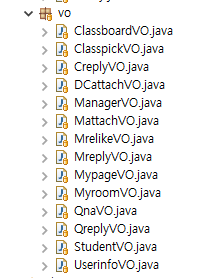 vo
ClassboardVO.java
ClasspickVO.java
CreplyVO.java
DCattachVO.java
ManagerVO.java
MattachVO.java
MrelikeVO.java
MreplyVO.java
MypageVO.java
MyroomVO.java
QnaVO.java
QreplyVO.java
StudentVO.java
UserinfoVO.java